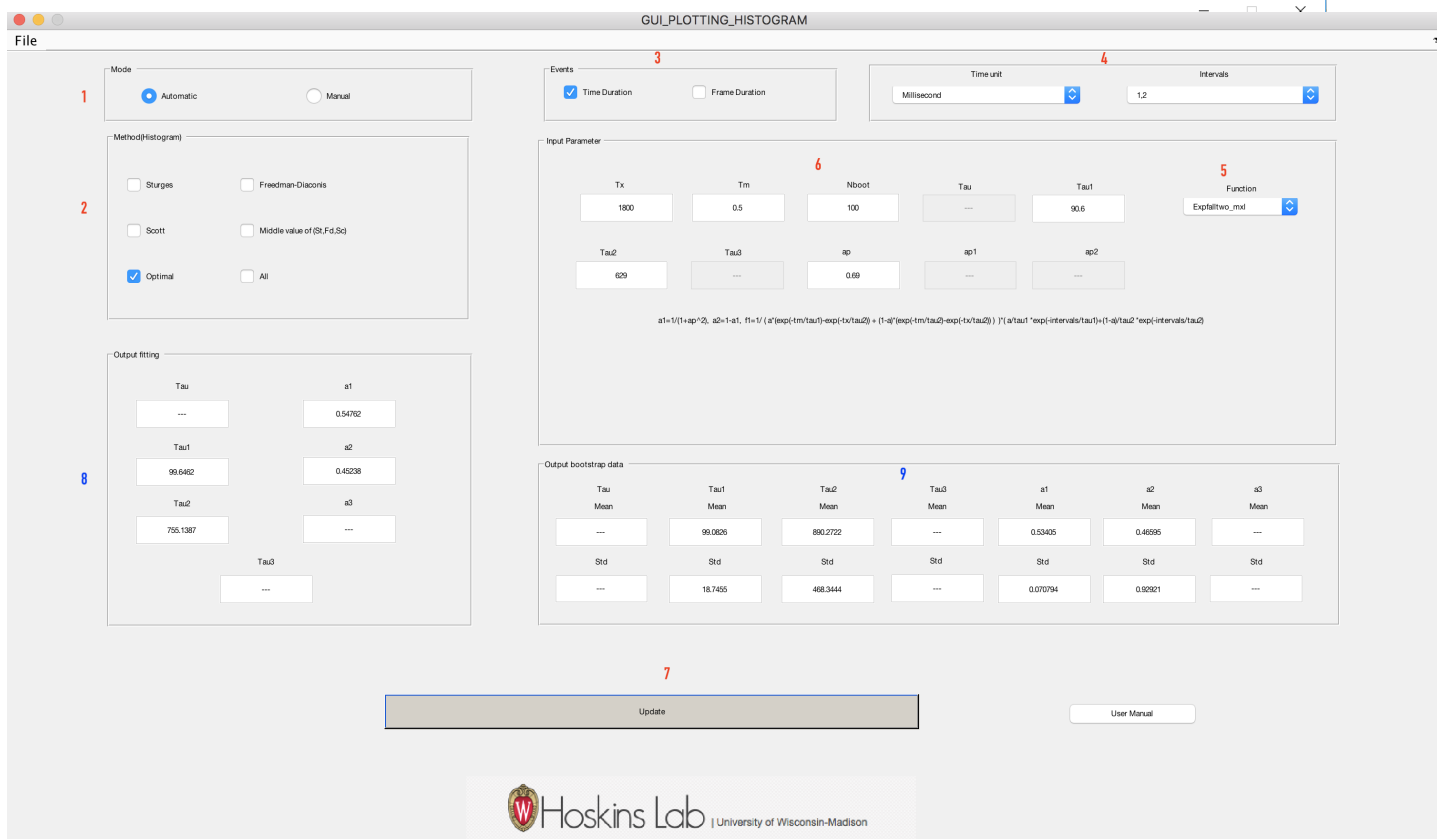 GUI_PLOTTING_HISTOGRAM
File
Mode
1
Automatic
Manual
Events
3
Time Duration
Frame Duration
4
Time unit
Intervals
Millisecond
1,2
Method(Histogram)
2
Sturges
Freedman-Diaconis
Scott
Middle value of (St,Fd,Sc)
Optimal
All
Input Parameter
6
5
Tx
Tm
Nboot
Tau
Tau1
Function
1800
0.5
100
---
90.6
Expfalltwo_mxl
Tau2
Tau3
ap
ap1
ap2
629
---
0.69
---
---
a1=1/(1+ap^2), a2=1-a1, f1=1/ ( a*(exp(-tm/tau1)-exp(-tx/tau2)) + (1-a)*(exp(-tm/tau2)-exp(-tx/tau2)) ) )*( a/tau1 *exp(-intervals/tau1)+(1-a)/tau2 *exp(-intervals/tau2)
Output fitting
8
Tau
a1
---
0.54762
Tau1
a2
99.6462
0.45238
Tau2
a3
755.1387
---
Tau3
---
Output bootstrap data
9
Tau
Tau1
Tau2
Tau3
a1
a2
a3
Mean
Mean
Mean
Mean
Mean
Mean
Mean
---
99.0826
890.2722
---
0.53405
0.46595
---
Std
Std
Std
Std
Std
Std
Std
---
18.7455
468.3444
---
0.070794
0.92921
---
7
Update
User Manual
W
Hoskins Lab | University of Wisconsin-Madison